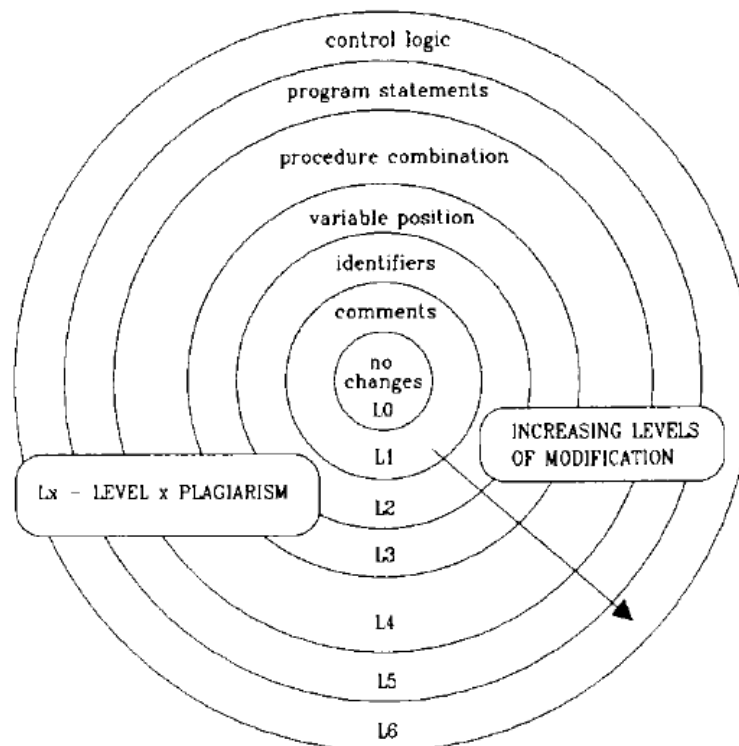 control logic
program statements
procedure combination
variable position
identifiers
comments
no
changes
L0
L1
L2
L3
L4
L5
L6
INCREASING LEVELS
OF MODIFICATION
Lx - LEVEL x PLAGIARISM